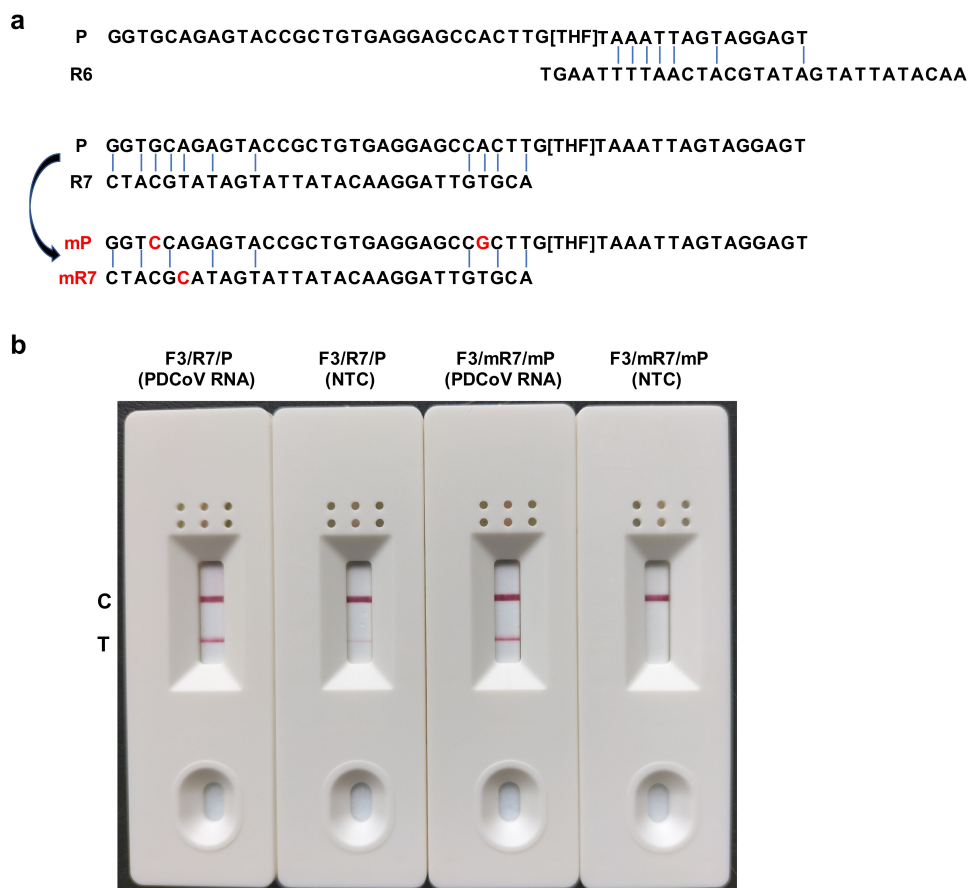 a
P GGTGCAGAGTACCGCTGTGAGGAGCCACTTG[THF]TAAATTAGTAGGAGT
R6 TGAATTTTAACTACGTATAGTATTATACAA
P GGTGCAGAGTACCGCTGTGAGGAGCCACTTG[THF]TAAATTAGTAGGAGT
R7 CTACGTATAGTATTATACAAGGATTGTGCA
mP GGTCCAGAGTACCGCTGTGAGGAGCCGCTTG[THF]TAAATTAGTAGGAGT
mR7 CTACGCATAGTATTATACAAGGATTGTGCA
b
F3/R7/P F3/R7/P F3/mR7/mP F3/mR7/mP
(PDCoV RNA) (NTC) (PDCoV RNA) (NTC)
C
T